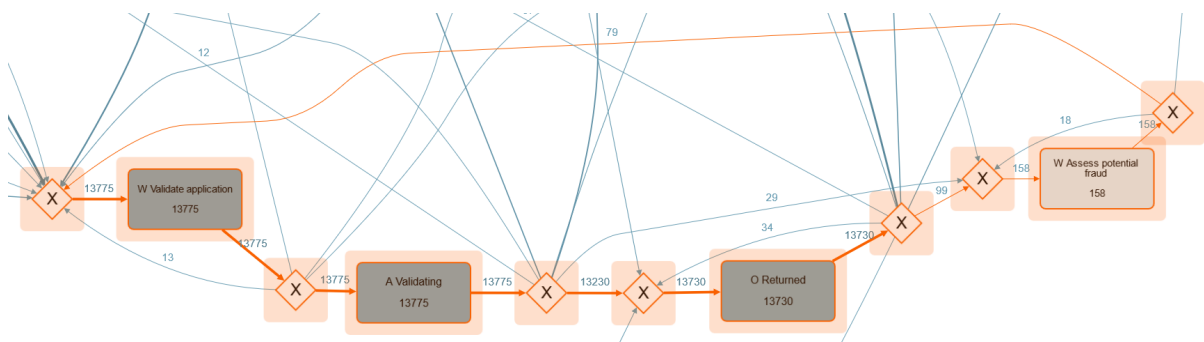 12
79
18
158
X
W Assess potential
fraud
158
158
X
13775
W Validate application
13775
X
29
99
X
34
13730
X
13775
13
13775
X
A Validating
13775
13775
X
13230
X
13730
O Returned
13730